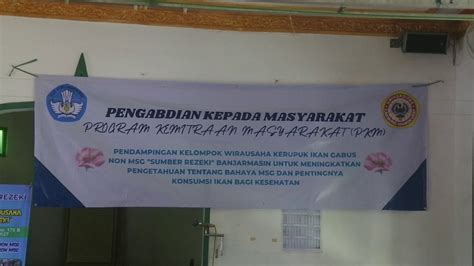 PENGABDIAN KEPADA MASYARAKAT
PROGRAM KEMITRAAN MASYARAKAT (PKM)
PENDAMPINGAN KELOMPOK WIRAUSAHA KERUPUK IKAN GABUS
NON MSG "SUMBER REZEKI" BANJARMASIN UNTUK MENINGKATKAN
PENGETAHUAN TENTANG BAHAYA MSG DAN PENTINGNYA
KONSUMSI IKAN BAGI KESEHATAN
REZEKI